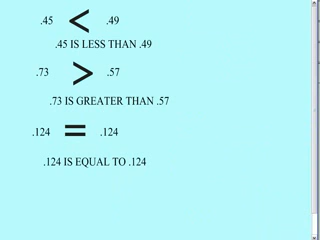 .45 < .49
.45 IS LESS THAN .49
.73 > .57
.73 IS GREATER THAN .57
.124 = .124
.124 IS EQUAL TO .124